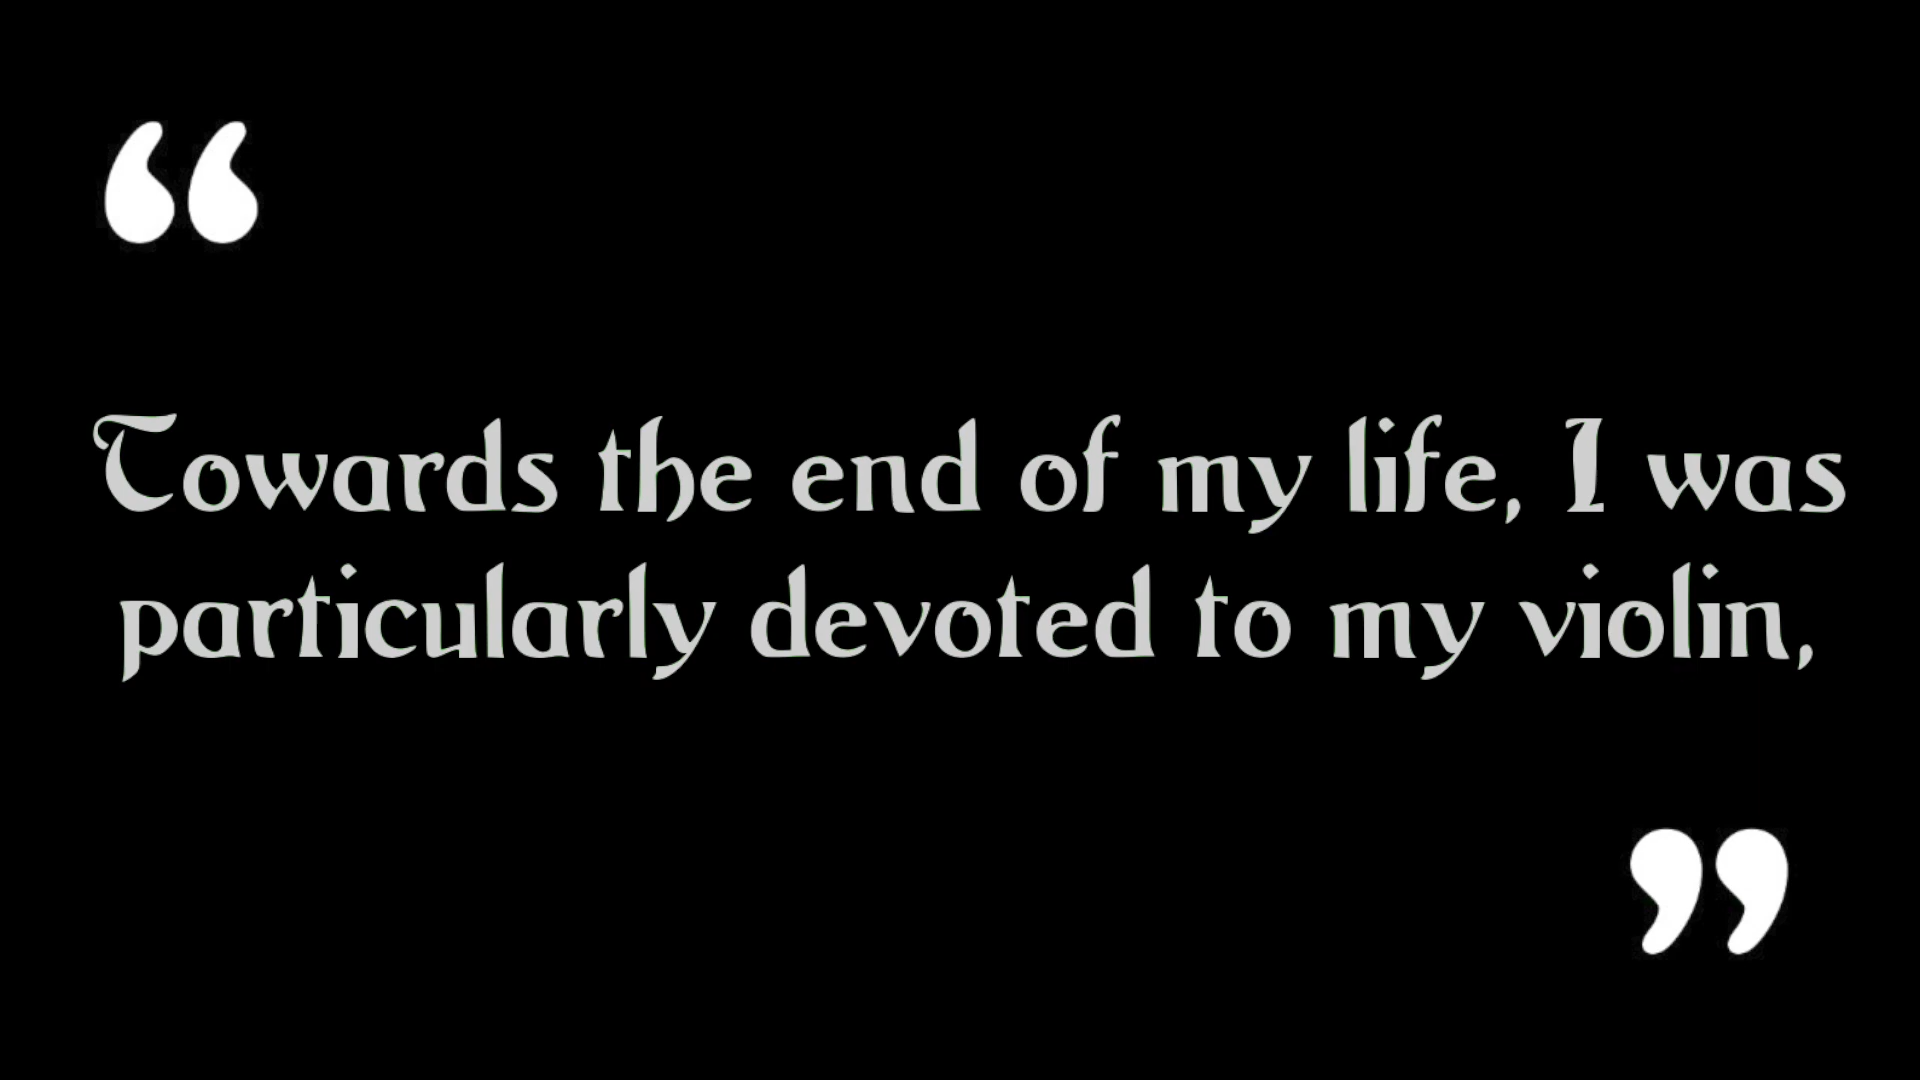 “
Towards the end of my life, I was
particularly devoted to my violin,
”